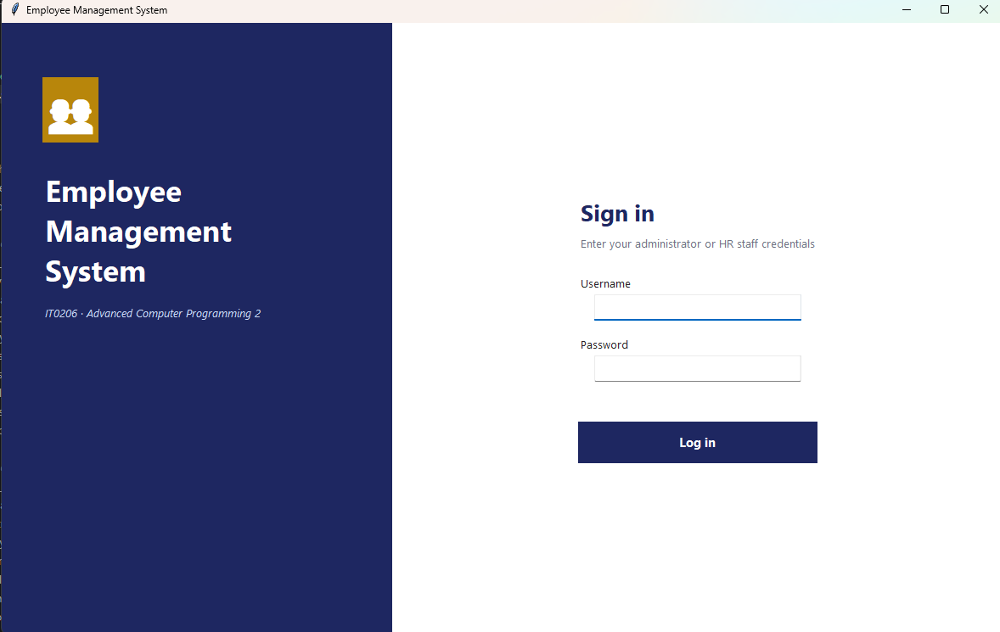 Employee Management System
Employee
Management
System
IT0206 · Advanced Computer Programming 2
Sign in
Enter your administrator or HR staff credentials
Username
Password
Log in